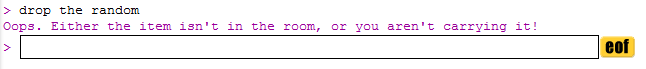 > drop the random
Oops. Either the item isn't in the room, or you aren't carrying it!
> eof